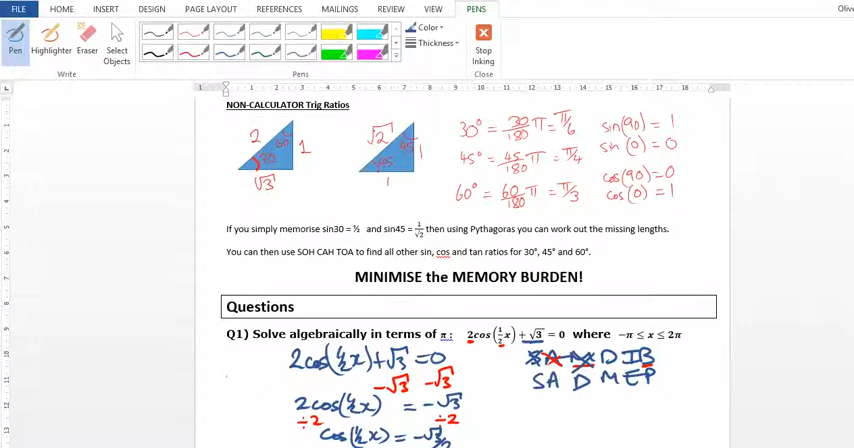 FILE HOME INSERT DESIGN PAGE LAYOUT REFERENCES MAILINGS REVIEW VIEW PENS Olive
Pen Highlighter Eraser Select Objects Color Thickness Stop Inking
Write Pens Close
NON-CALCULATOR Trig Ratios
2 60° 1 30 √3
√2 45 1 45 1
30° = 30/180 π = π/6
45° = 45/180 π = π/4
60° = 60/180 π = π/3
sin(90) = 1
sin(0) = 0
cos(90) = 0
cos(0) = 1
If you simply memorise sin30 = ½ and sin45 = 1/√2 then using Pythagoras you can work out the missing lengths.
You can then use SOH CAH TOA to find all other sin, cos and tan ratios for 30°, 45° and 60°.
MINIMISE the MEMORY BURDEN!
Questions
Q1) Solve algebraically in terms of π : 2cos(1/2 x) + √3 = 0 where −π ≤ x ≤ 2π
2cos(½x)+√3 = 0
−√3 −√3
2cos(½x) = −√3
÷2 ÷2
cos(½x) = −√3/2
S A M D I B
S A D M E P